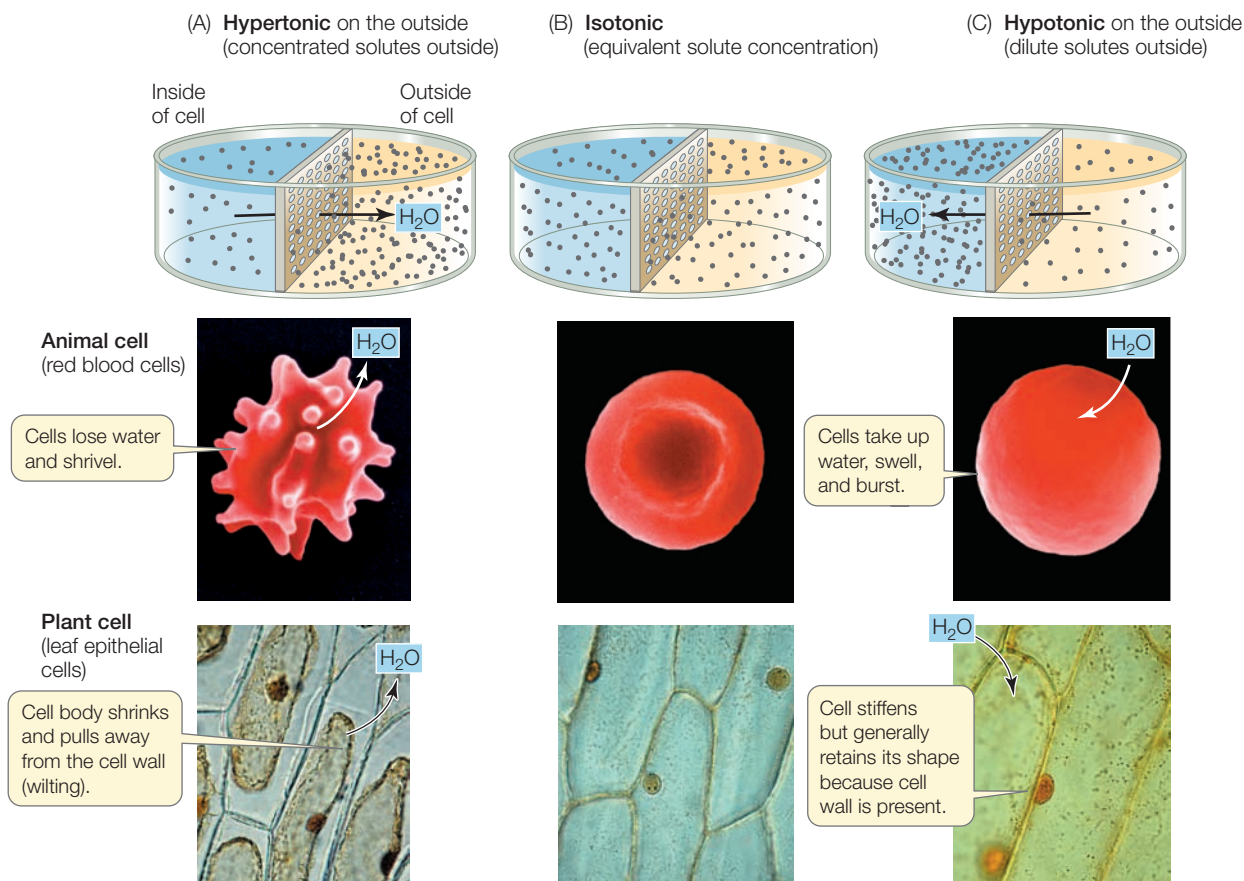 (A) Hypertonic on the outside
(concentrated solutes outside)
(B) Isotonic
(equivalent solute concentration)
(C) Hypotonic on the outside
(dilute solutes outside)
Inside
of cell
Outside
of cell
H₂O
H₂O
Animal cell
(red blood cells)
H₂O
Cells lose water
and shrivel.
H₂O
Cells take up
water, swell,
and burst.
Plant cell
(leaf epithelial
cells)
H₂O
Cell body shrinks
and pulls away
from the cell wall
(wilting).
H₂O
Cell stiffens
but generally
retains its shape
because cell
wall is present.